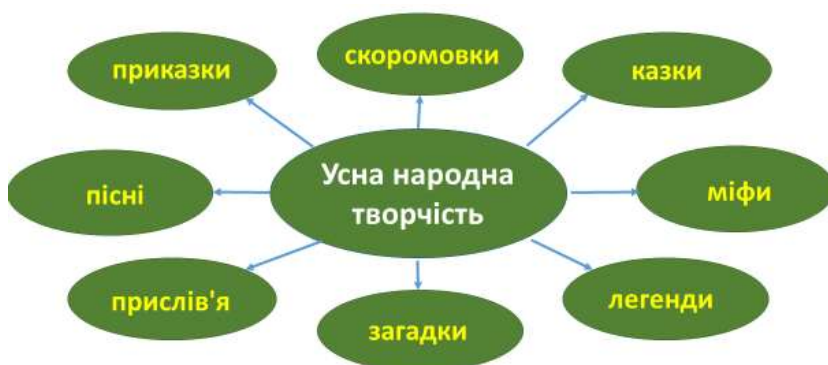 скоромовки
приказки
казки
Усна народна
творчість
пісні
міфи
прислів'я
легенди
загадки